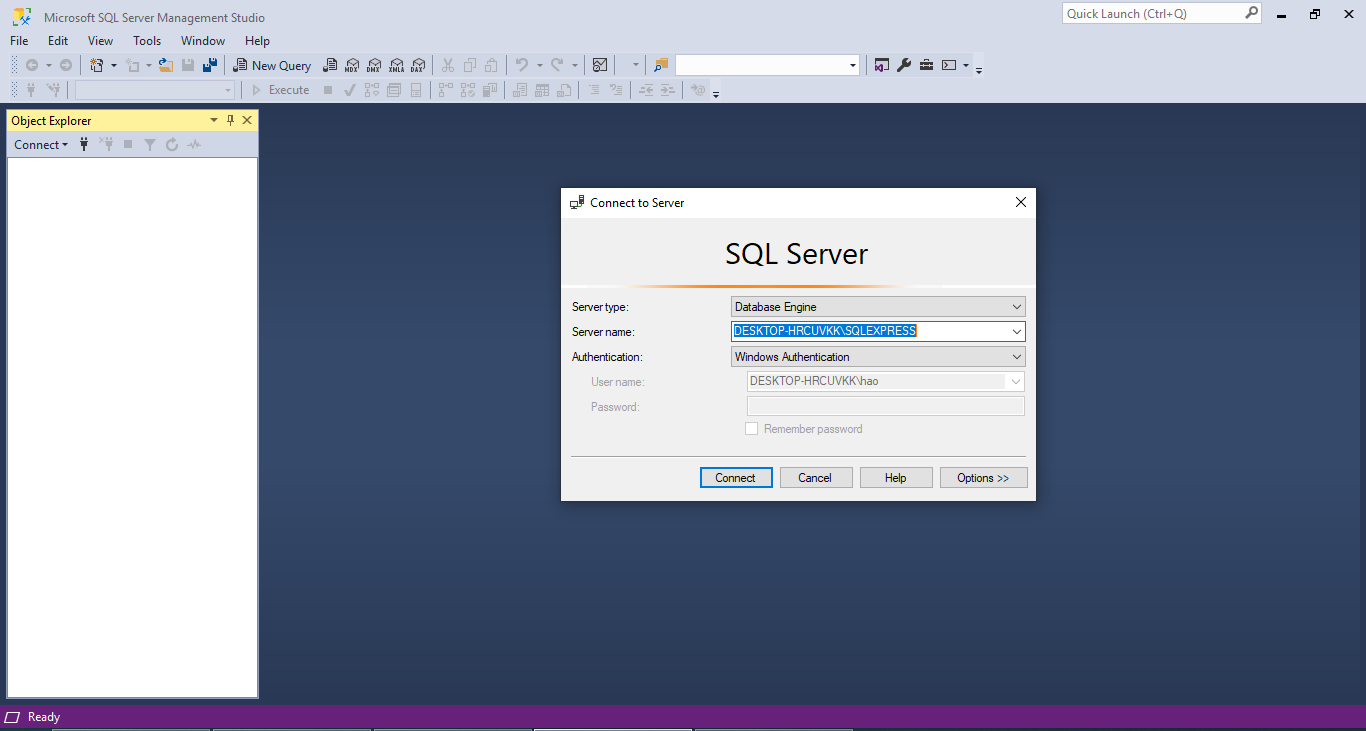 Microsoft SQL Server Management Studio
Quick Launch (Ctrl+Q)
File Edit View Tools Window Help
New Query
MDX DMX XMLA DAX
Execute
Object Explorer
Connect
Connect to Server
SQL Server
Server type: Database Engine
Server name: DESKTOP-HRCUVKK\SQLEXPRESS
Authentication: Windows Authentication
User name: DESKTOP-HRCUVKK\hao
Password:
Remember password
Connect Cancel Help Options >>
Ready